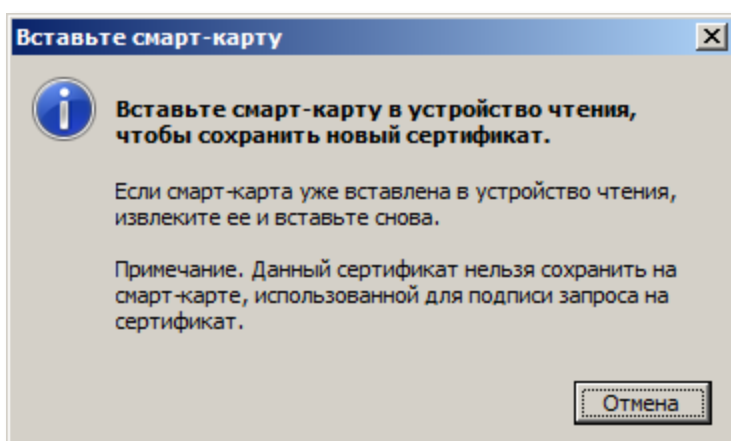 Вставьте смарт-карту
Вставьте смарт-карту в устройство чтения,
чтобы сохранить новый сертификат.
Если смарт-карта уже вставлена в устройство чтения,
извлеките ее и вставьте снова.
Примечание. Данный сертификат нельзя сохранить на
смарт-карте, использованной для подписи запроса на
сертификат.
Отмена